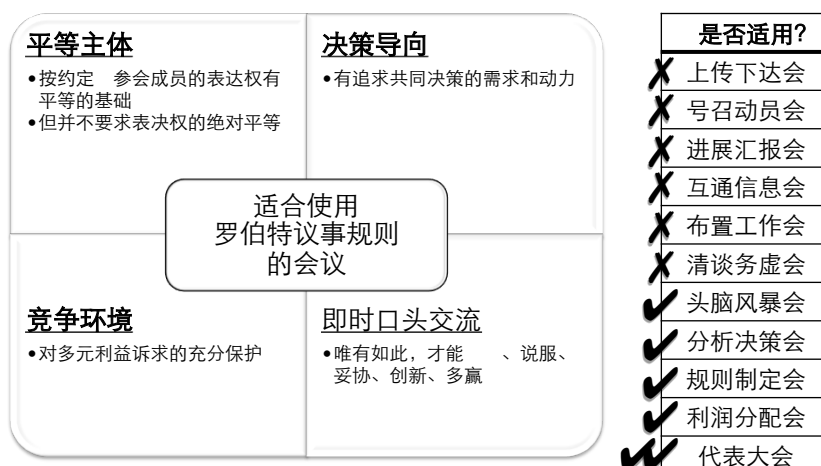 平等主体
•按约定 参会成员的表达权有
平等的基础
•但并不要求表决权的绝对平等
决策导向
•有追求共同决策的需求和动力
适合使用
罗伯特议事规则
的会议
竞争环境
•对多元利益诉求的充分保护
即时口头交流
•唯有如此，才能 、说服、
妥协、创新、多赢
是否适用?
✗ 上传下达会
✗ 号召动员会
✗ 进展汇报会
✗ 互通信息会
✗ 布置工作会
✗ 清谈务虚会
✔ 头脑风暴会
✔ 分析决策会
✔ 规则制定会
✔ 利润分配会
✔✔ 代表大会